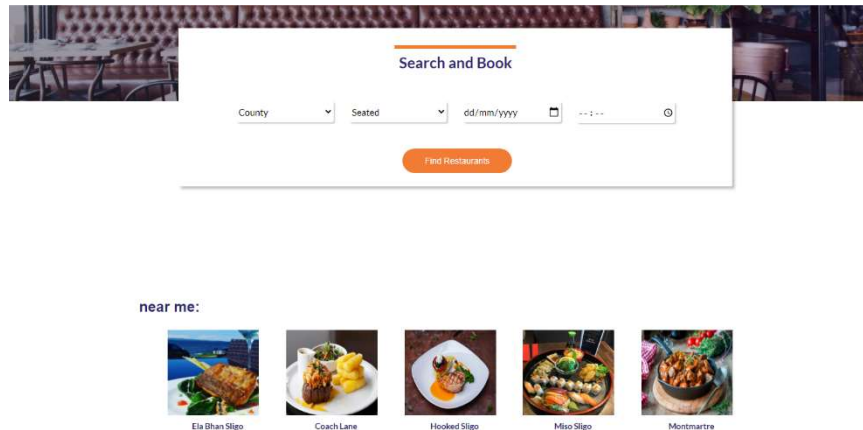 Search and Book
County Seated dd/mm/yyyy --:--
Find Restaurants
near me:
Ela Bhan Sligo Coach Lane Hooked Sligo Miso Sligo Montmartre